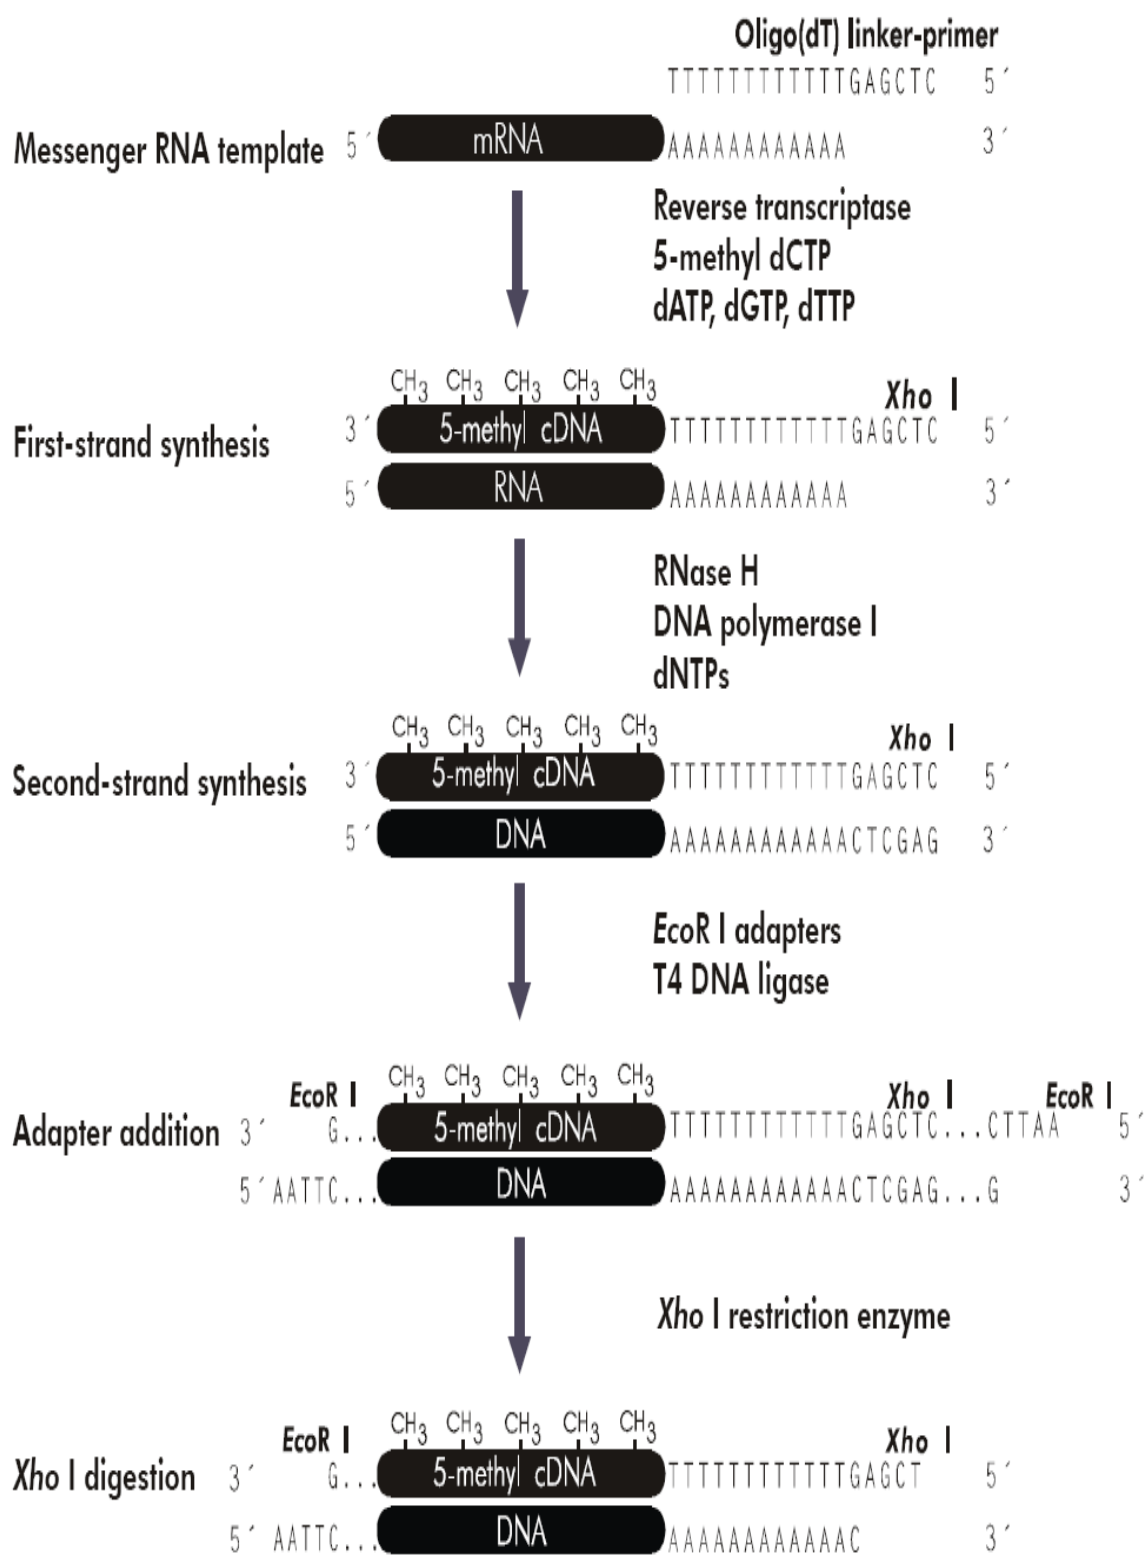 Oligo(dT) linker-primer
TTTTTTTTTTTTGAGCTC 5´
Messenger RNA template 5´ mRNA AAAAAAAAAAAA 3´
Reverse transcriptase
5-methyl dCTP
dATP, dGTP, dTTP
CH3 CH3 CH3 CH3 CH3 Xho I
First-strand synthesis 3´ 5-methyl cDNA TTTTTTTTTTTTGAGCTC 5´
5´ RNA AAAAAAAAAAAA 3´
RNase H
DNA polymerase I
dNTPs
CH3 CH3 CH3 CH3 CH3 Xho I
Second-strand synthesis 3´ 5-methyl cDNA TTTTTTTTTTTTGAGCTC 5´
5´ DNA AAAAAAAAAAAACTCGAG 3´
EcoR I adapters
T4 DNA ligase
EcoR I CH3 CH3 CH3 CH3 CH3 Xho I EcoR I
Adapter addition 3´ G... 5-methyl cDNA TTTTTTTTTTTTGAGCTC...CTTAA 5´
5´ AATTC... DNA AAAAAAAAAAAACTCGAG...G 3´
Xho I restriction enzyme
EcoR I CH3 CH3 CH3 CH3 CH3 Xho I
Xho I digestion 3´ G... 5-methyl cDNA TTTTTTTTTTTTGAGCT 5´
5´ AATTC... DNA AAAAAAAAAAAAC 3´